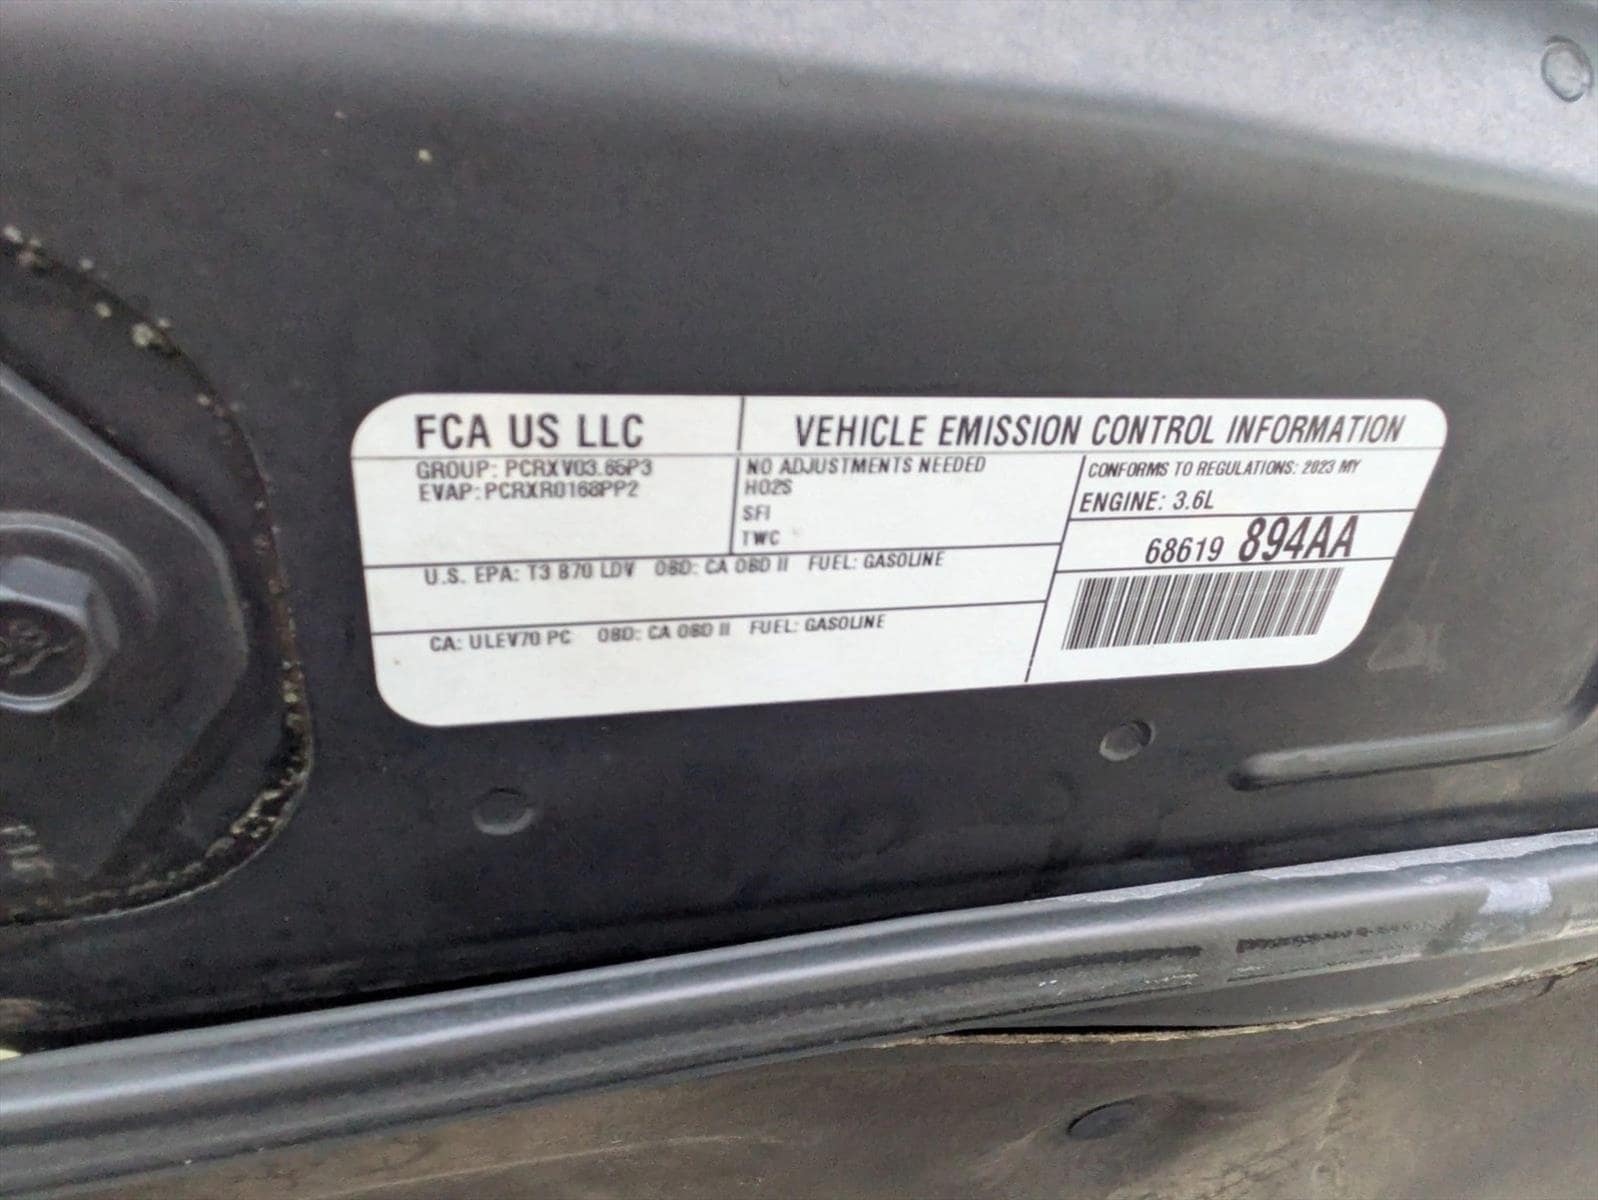 FCA US LLC
VEHICLE EMISSION CONTROL INFORMATION
GROUP: PCRXV03.65P3
EVAP: PCRXR0168PP2
NO ADJUSTMENTS NEEDED
HO2S
SFI
TWC
CONFORMS TO REGULATIONS: 2023 MY
ENGINE: 3.6L
68619 894AA
U.S. EPA: T3 B70 LDV OBD: CA OBD II FUEL: GASOLINE
CA: ULEV70 PC OBD: CA OBD II FUEL: GASOLINE